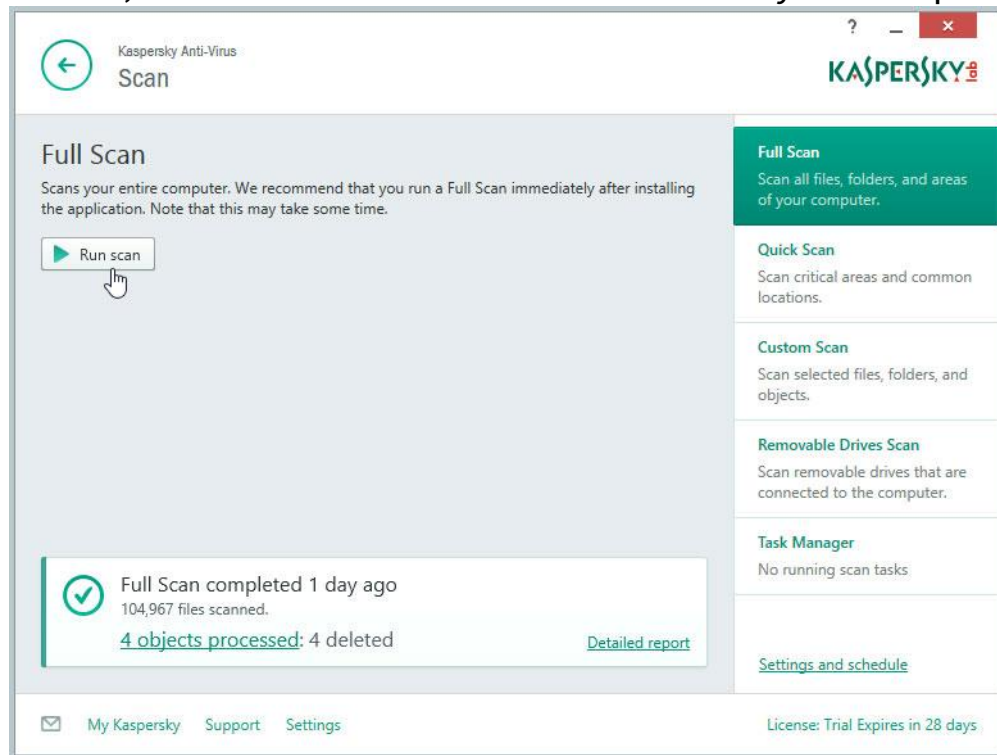 ? _ ×
Kaspersky Anti-Virus
Scan
KASPERSKY lab
Full Scan
Scans your entire computer. We recommend that you run a Full Scan immediately after installing
the application. Note that this may take some time.
Run scan
Full Scan completed 1 day ago
104,967 files scanned.
4 objects processed: 4 deleted
Detailed report
Full Scan
Scan all files, folders, and areas
of your computer.
Quick Scan
Scan critical areas and common
locations.
Custom Scan
Scan selected files, folders, and
objects.
Removable Drives Scan
Scan removable drives that are
connected to the computer.
Task Manager
No running scan tasks
Settings and schedule
My Kaspersky Support Settings
License: Trial Expires in 28 days